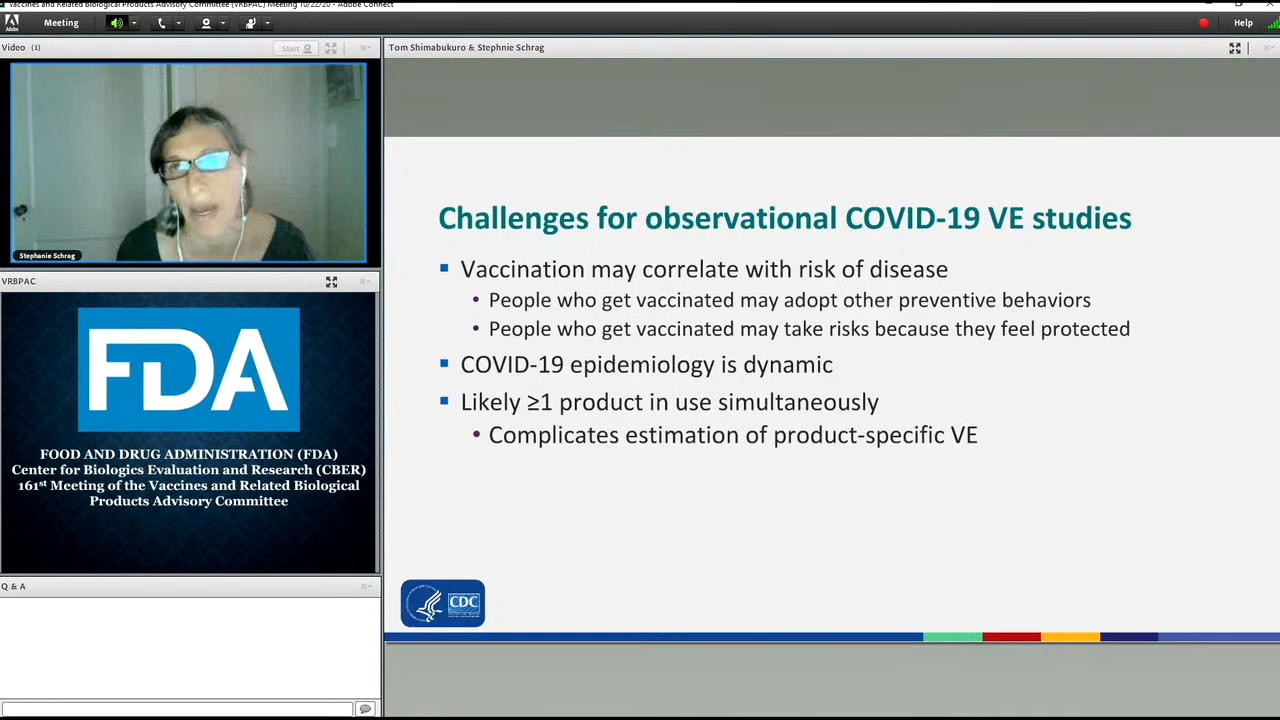 Vaccines and Related Biological Products Advisory Committee (VRBPAC) Meeting 10/22/20 - Adobe Connect
Adobe
Meeting
Help
Video (1)
Start
Stephanie Schrag
VRBPAC
FDA
FOOD AND DRUG ADMINISTRATION (FDA)
Center for Biologics Evaluation and Research (CBER)
161st Meeting of the Vaccines and Related Biological
Products Advisory Committee
Q & A
Tom Shimabukuro & Stephnie Schrag
Challenges for observational COVID-19 VE studies
▪ Vaccination may correlate with risk of disease
• People who get vaccinated may adopt other preventive behaviors
• People who get vaccinated may take risks because they feel protected
▪ COVID-19 epidemiology is dynamic
▪ Likely ≥1 product in use simultaneously
• Complicates estimation of product-specific VE
CDC